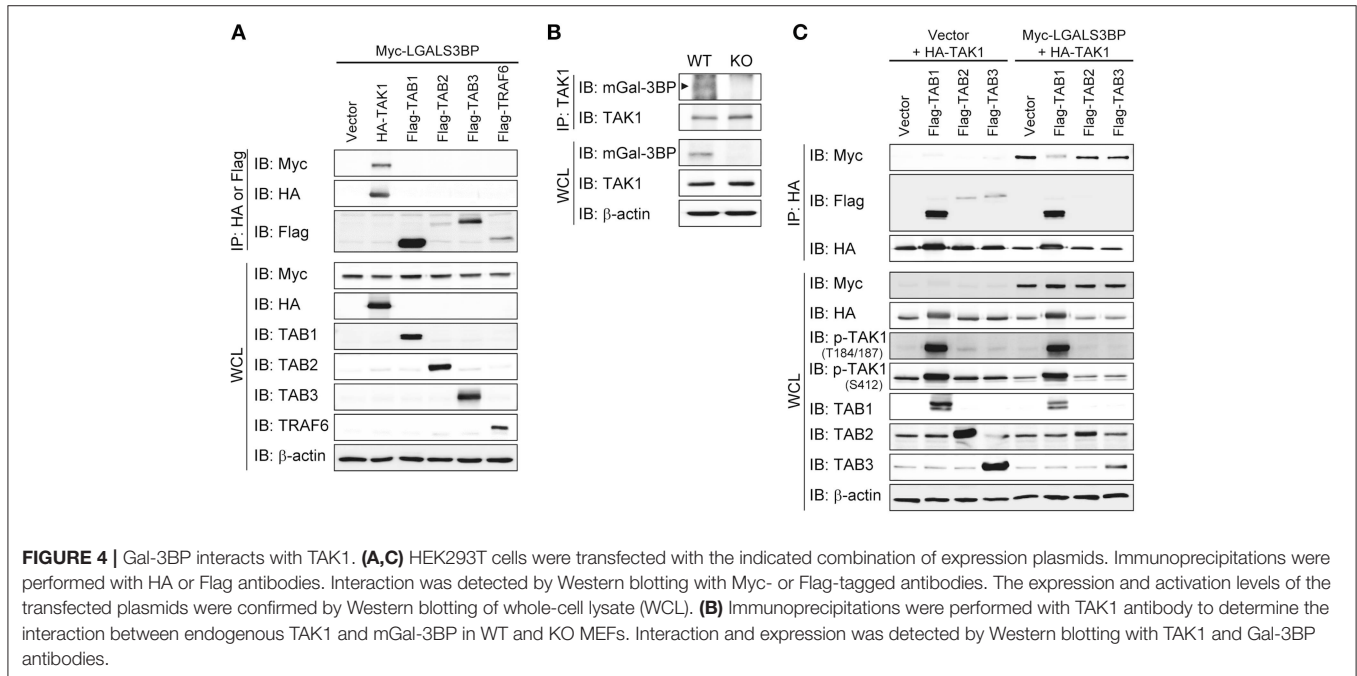 A
Myc-LGALS3BP
Vector
HA-TAK1
Flag-TAB1
Flag-TAB2
Flag-TAB3
Flag-TRAF6
IP: HA or Flag
IB: Myc
IB: HA
IB: Flag
WCL
IB: Myc
IB: HA
IB: TAB1
IB: TAB2
IB: TAB3
IB: TRAF6
IB: β-actin
B
WT KO
IP: TAK1
IB: mGal-3BP
IB: TAK1
WCL
IB: mGal-3BP
IB: TAK1
IB: β-actin
C
Vector
+ HA-TAK1
Myc-LGALS3BP
+ HA-TAK1
Vector
Flag-TAB1
Flag-TAB2
Flag-TAB3
Vector
Flag-TAB1
Flag-TAB2
Flag-TAB3
IP: HA
IB: Myc
IB: Flag
IB: HA
WCL
IB: Myc
IB: HA
IB: p-TAK1
(T184/187)
IB: p-TAK1
(S412)
IB: TAB1
IB: TAB2
IB: TAB3
IB: β-actin
FIGURE 4 | Gal-3BP interacts with TAK1. (A,C) HEK293T cells were transfected with the indicated combination of expression plasmids. Immunoprecipitations were
performed with HA or Flag antibodies. Interaction was detected by Western blotting with Myc- or Flag-tagged antibodies. The expression and activation levels of the
transfected plasmids were confirmed by Western blotting of whole-cell lysate (WCL). (B) Immunoprecipitations were performed with TAK1 antibody to determine the
interaction between endogenous TAK1 and mGal-3BP in WT and KO MEFs. Interaction and expression was detected by Western blotting with TAK1 and Gal-3BP
antibodies.